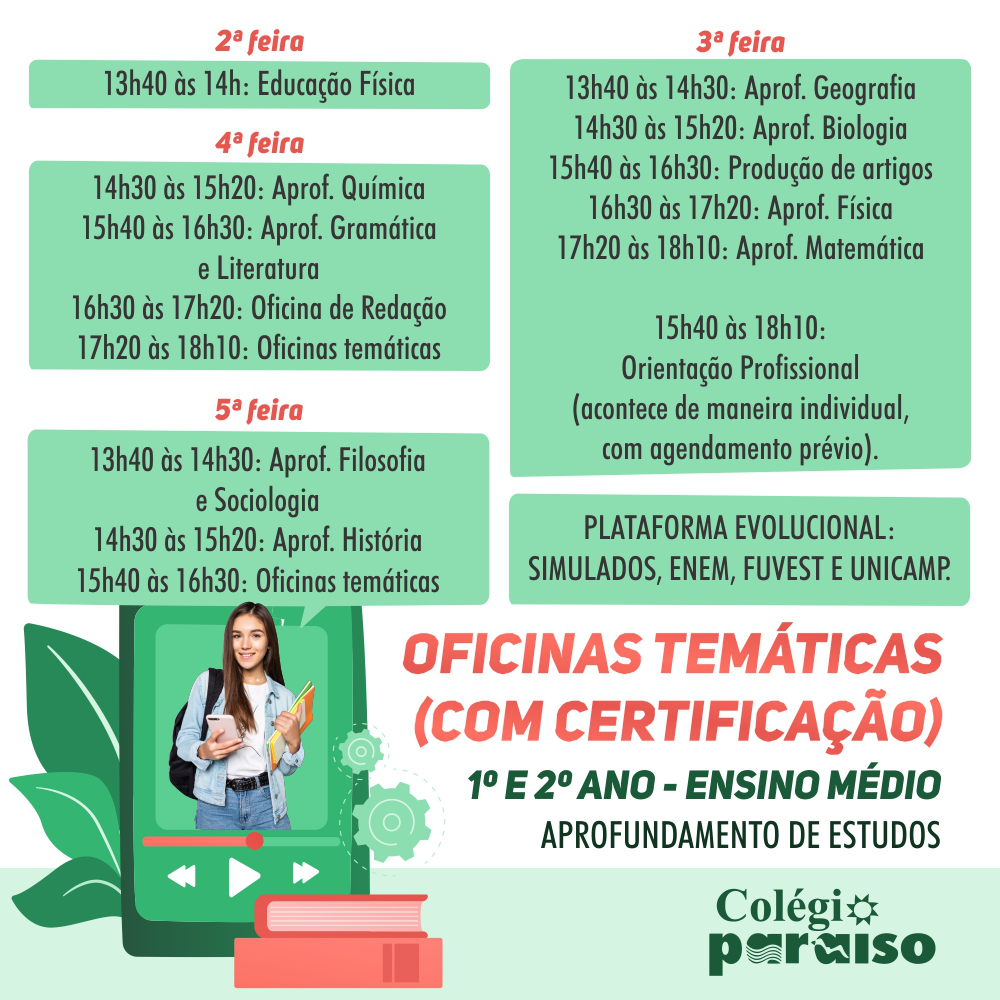 2ª feira
13h40 às 14h: Educação Física
4ª feira
14h30 às 15h20: Aprof. Química
15h40 às 16h30: Aprof. Gramática
e Literatura
16h30 às 17h20: Oficina de Redação
17h20 às 18h10: Oficinas temáticas
5ª feira
13h40 às 14h30: Aprof. Filosofia
e Sociologia
14h30 às 15h20: Aprof. História
15h40 às 16h30: Oficinas temáticas
3ª feira
13h40 às 14h30: Aprof. Geografia
14h30 às 15h20: Aprof. Biologia
15h40 às 16h30: Produção de artigos
16h30 às 17h20: Aprof. Física
17h20 às 18h10: Aprof. Matemática
15h40 às 18h10:
Orientação Profissional
(acontece de maneira individual,
com agendamento prévio).
PLATAFORMA EVOLUCIONAL:
SIMULADOS, ENEM, FUVEST E UNICAMP.
OFICINAS TEMÁTICAS
(COM CERTIFICAÇÃO)
1º E 2º ANO - ENSINO MÉDIO
APROFUNDAMENTO DE ESTUDOS
Colégio
paraiso